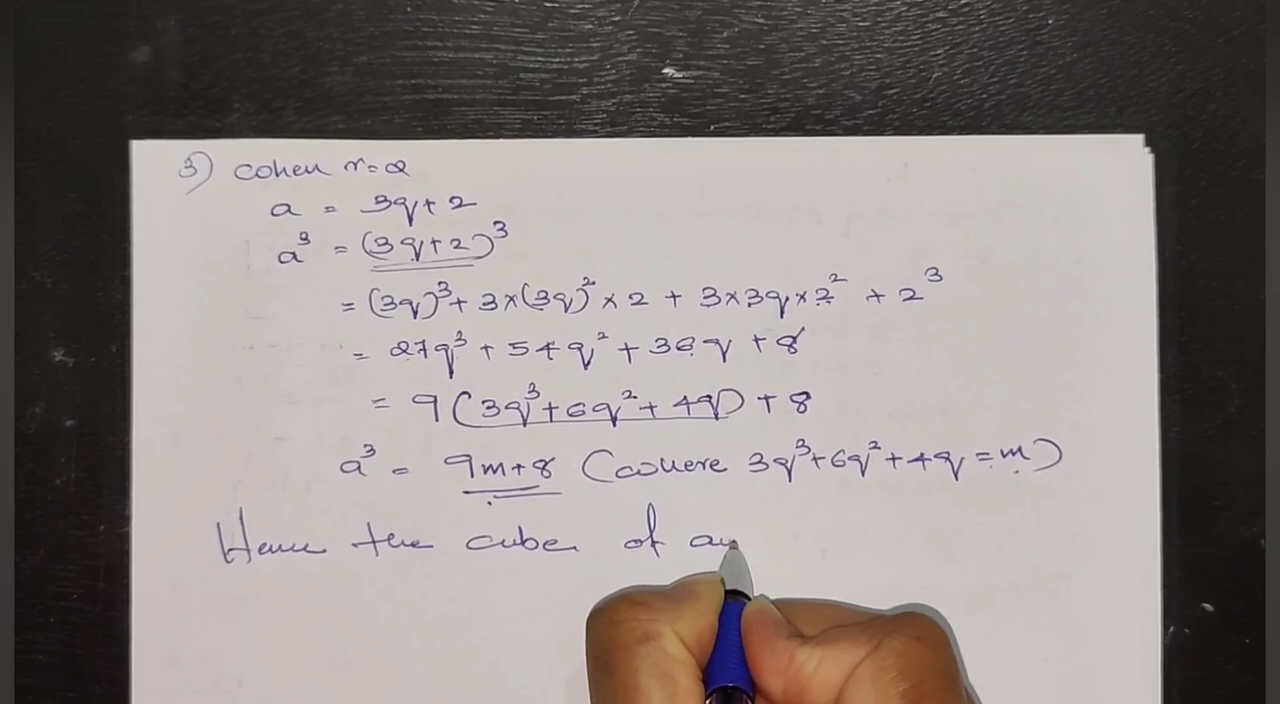 3) when r=2
a = 3q+2
a³ = (3q+2)³
= (3q)³ + 3×(3q)²×2 + 3×3q×2² + 2³
= 27q³ + 54q² + 36q + 8
= 9(3q³+6q²+4q) + 8
a³ = 9m+8 (where 3q³+6q²+4q = m)
Hence the cube of any